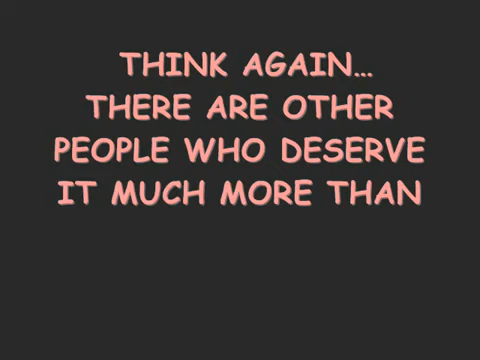 THINK AGAIN…
THERE ARE OTHER
PEOPLE WHO DESERVE
IT MUCH MORE THAN